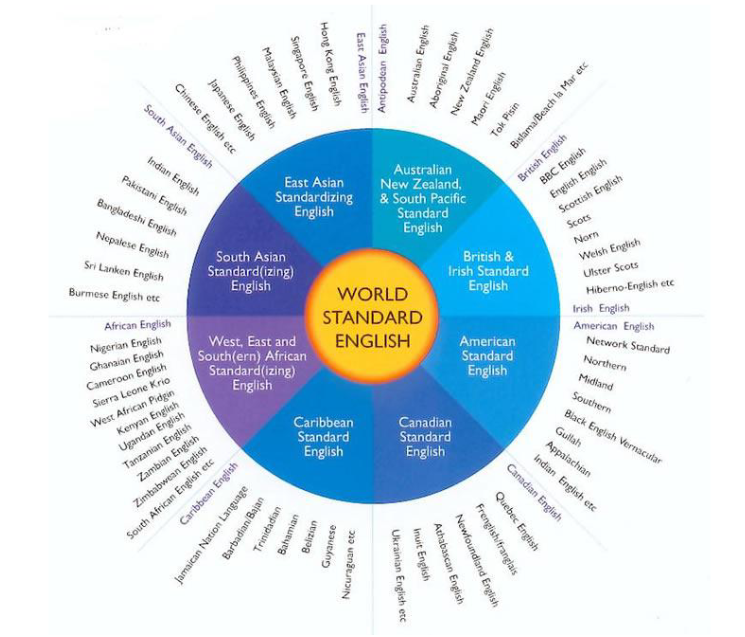 WORLD
STANDARD
ENGLISH
Australian
New Zealand,
& South Pacific
Standard
English
British &
Irish Standard
English
American
Standard
English
Canadian
Standard
English
Caribbean
Standard
English
West, East and
South(ern) African
Standard(izing)
English
South Asian
Standard(izing)
English
East Asian
Standardizing
English
Antipodean English
Australian English
Aboriginal English
New Zealand English
Maori English
Tok Pisin
Bislama/Beach la Mar etc
British English
BBC English
English English
Scottish English
Scots
Norn
Welsh English
Ulster Scots
Hiberno-English etc
Irish English
American English
Network Standard
Northern
Midland
Southern
Black English Vernacular
Gullah
Appalachian
Indian English etc
Canadian English
Quebec English
Frenglish/franglais
Newfoundland English
Athabascan English
Inuit English
Ukrainian English etc
Caribbean English
Jamaican Nation Language
Barbadian/Bajan
Trinidadian
Bahamian
Belizian
Guyanese
Nicuraguan etc
African English
Nigerian English
Ghanaian English
Cameroon English
Sierra Leone Krio
West African Pidgin
Kenyan English
Ugandan English
Tanzanian English
Zambian English
Zimbabwean English
South African English etc
South Asian English
Indian English
Pakistani English
Bangladeshi English
Nepalese English
Sri Lanken English
Burmese English etc
East Asian English
Hong Kong English
Singapore English
Malaysian English
Philippines English
Japanese English
Chinese English etc